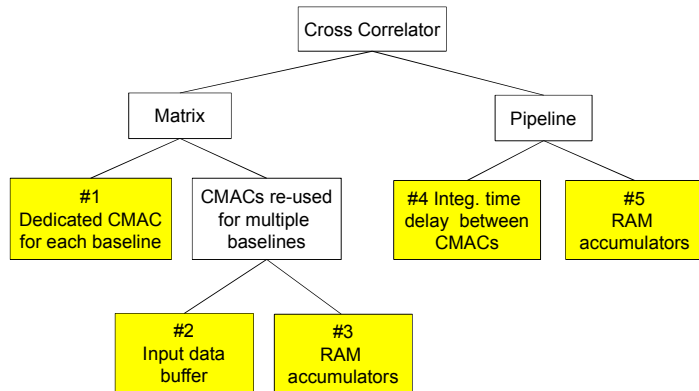 Cross Correlator
Matrix
Pipeline
#1
Dedicated CMAC
for each baseline
CMACs re-used
for multiple
baselines
#4 Integ. time
delay between
CMACs
#5
RAM
accumulators
#2
Input data
buffer
#3
RAM
accumulators